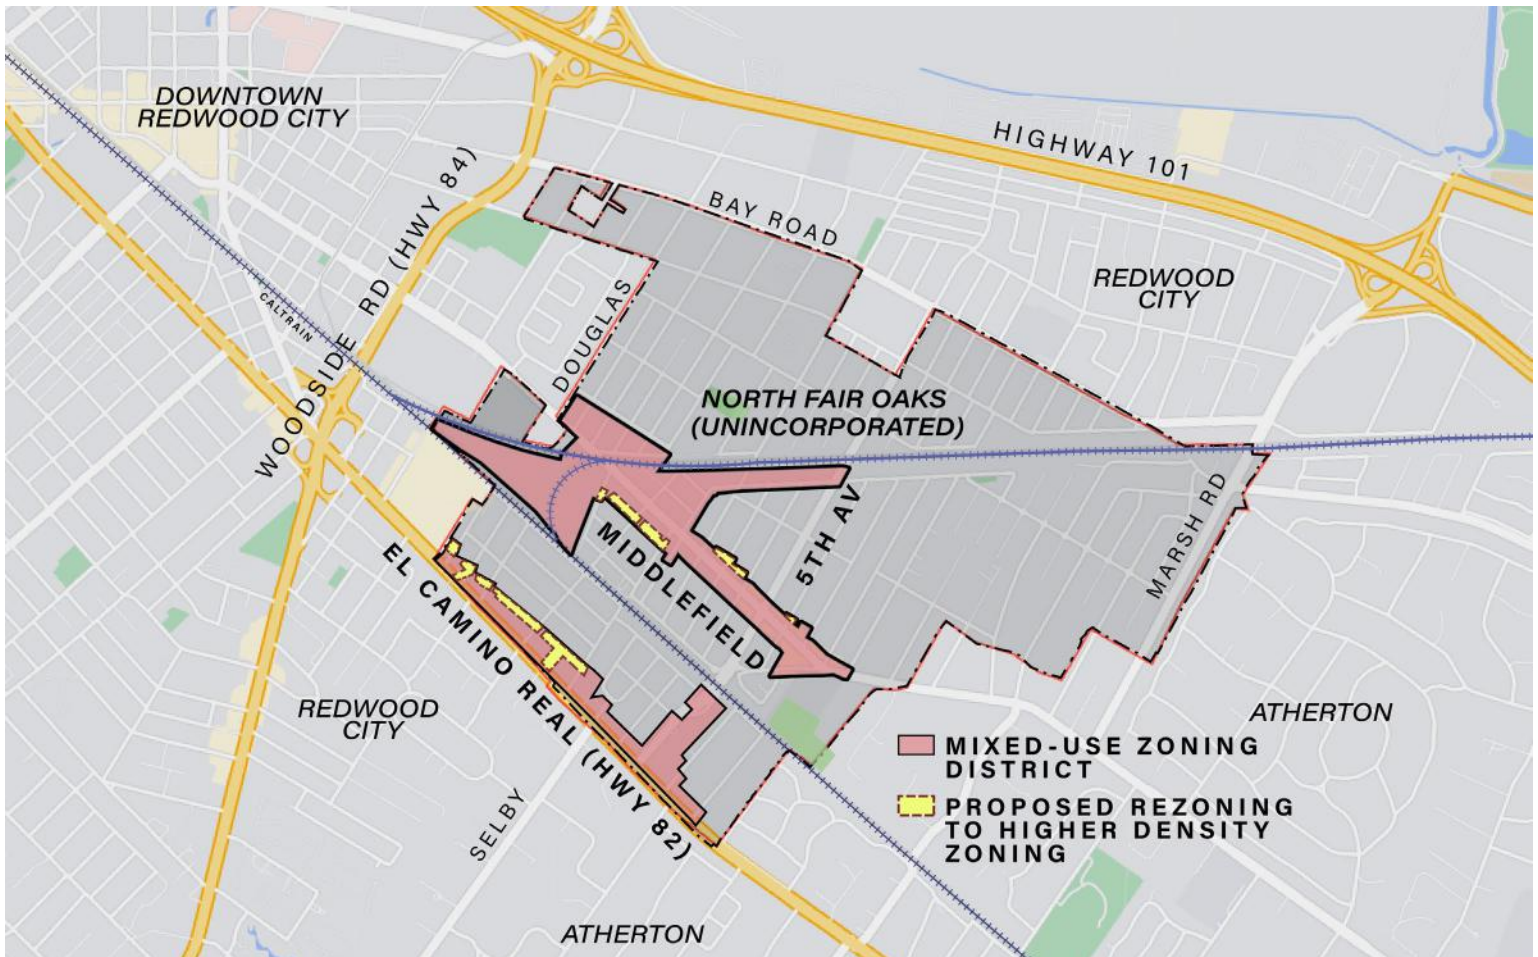 DOWNTOWN
REDWOOD CITY
HIGHWAY 101
WOODSIDE RD (HWY 84)
BAY ROAD
REDWOOD
CITY
CALTRAIN
DOUGLAS
NORTH FAIR OAKS
(UNINCORPORATED)
MARSH RD
5TH AV
MIDDLEFIELD
EL CAMINO REAL (HWY 82)
REDWOOD
CITY
SELBY
ATHERTON
MIXED-USE ZONING
DISTRICT
PROPOSED REZONING
TO HIGHER DENSITY
ZONING
ATHERTON